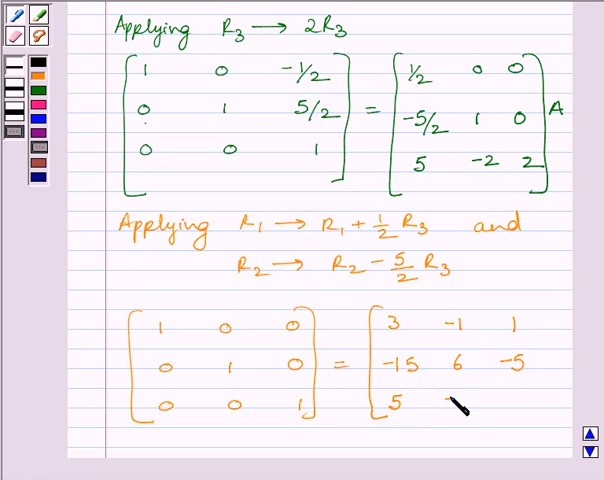 Applying R3 → 2R3
1 0 -1/2 1/2 0 0
0 1 5/2 = -5/2 1 0 A
0 0 1 5 -2 2
Applying R1 → R1 + 1/2 R3 and
R2 → R2 - 5/2 R3
1 0 0 3 -1 1
0 1 0 = -15 6 -5
0 0 1 5 -